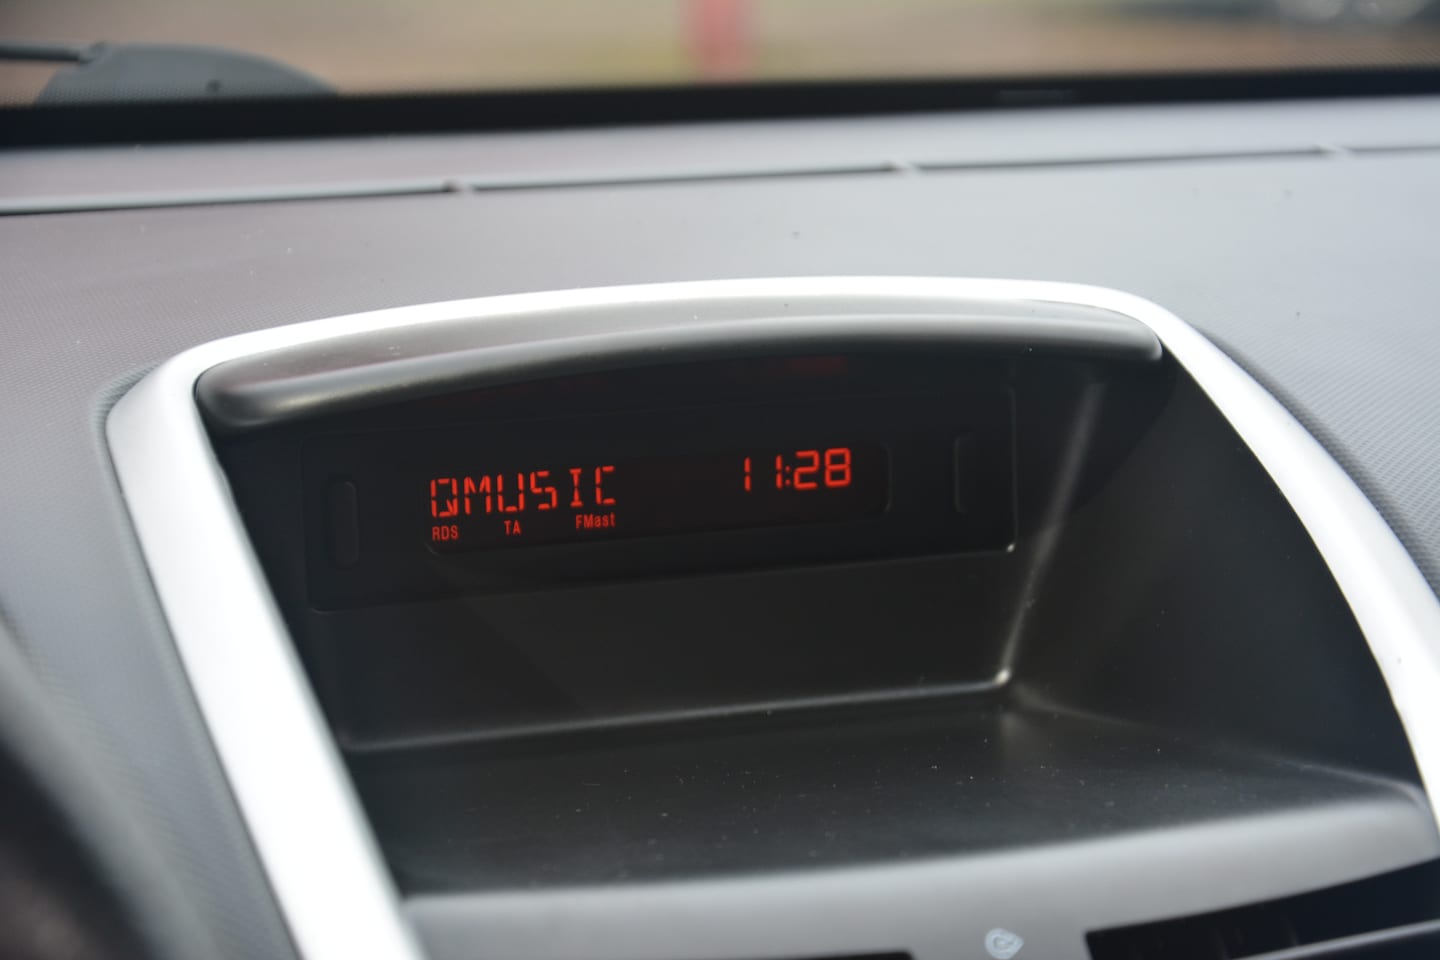 QMUSIC 11:28
RDS TA FMast